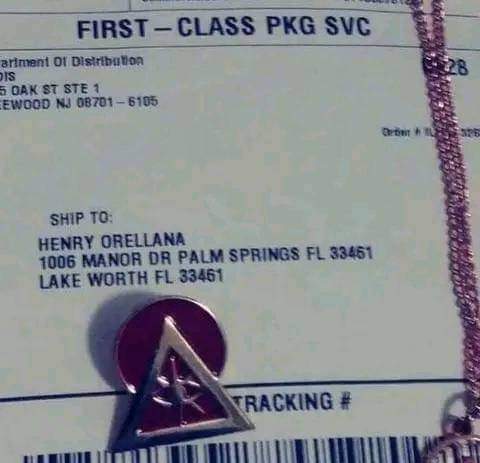 FIRST-CLASS PKG SVC
artment Of Distribution
OIS
5 OAK ST STE 1
EWOOD NJ 08701-6105
28
Order #
SHIP TO:
HENRY ORELLANA
1006 MANOR DR PALM SPRINGS FL 33461
LAKE WORTH FL 33461
TRACKING #